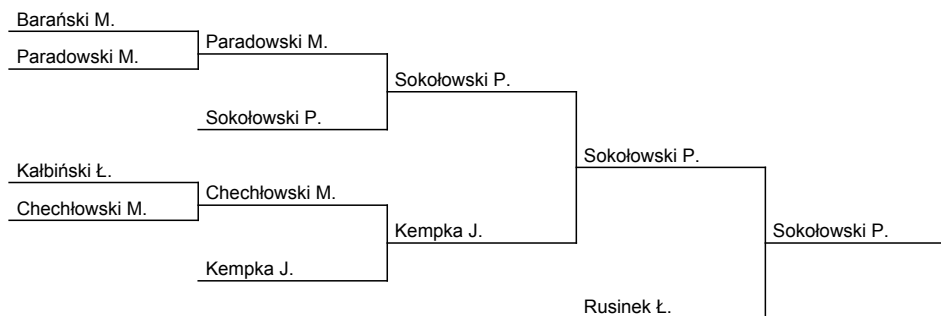 Barański M.
Paradowski M.
Paradowski M.
Sokołowski P.
Sokołowski P.
Kałbiński Ł.
Sokołowski P.
Chechłowski M.
Chechłowski M.
Kempka J.
Sokołowski P.
Kempka J.
Rusinek Ł.